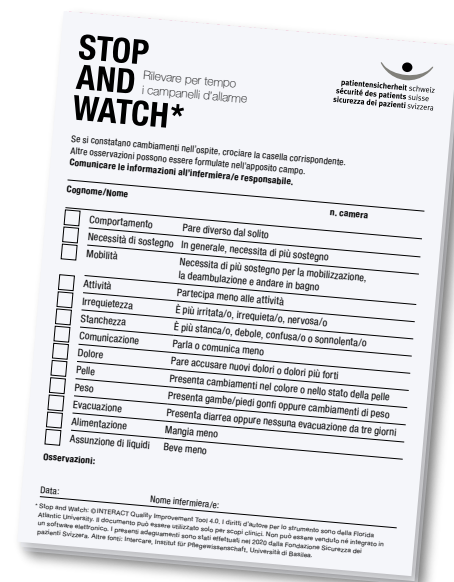 STOP
AND
WATCH*
Rilevare per tempo
i campanelli d'allarme
patientensicherheit schweiz
sécurité des patients suisse
sicurezza dei pazienti svizzera
Se si constatano cambiamenti nell'ospite, crociare la casella corrispondente.
Altre osservazioni possono essere formulate nell'apposito campo.
Comunicare le informazioni all'infermiera/e responsabile.
Cognome/Nome n. camera
Comportamento Pare diverso dal solito
Necessità di sostegno In generale, necessita di più sostegno
Mobilità Necessita di più sostegno per la mobilizzazione,
la deambulazione e andare in bagno
Attività Partecipa meno alle attività
Irrequietezza È più irritata/o, irrequieta/o, nervosa/o
Stanchezza È più stanca/o, debole, confusa/o o sonnolenta/o
Comunicazione Parla o comunica meno
Dolore Pare accusare nuovi dolori o dolori più forti
Pelle Presenta cambiamenti nel colore o nello stato della pelle
Peso Presenta gambe/piedi gonfi oppure cambiamenti di peso
Evacuazione Presenta diarrea oppure nessuna evacuazione da tre giorni
Alimentazione Mangia meno
Assunzione di liquidi Beve meno
Osservazioni:
Data: Nome infermiera/e:
* Stop and Watch: ©INTERACT Quality Improvement Tool 4.0. I diritti d'autore per lo strumento sono della Florida
Atlantic University. Il documento può essere utilizzato solo per scopi clinici. Non può essere venduto né integrato in
un software elettronico. I presenti adeguamenti sono stati effettuati nel 2020 dalla Fondazione Sicurezza dei
pazienti Svizzera. Altre fonti: Intercare, Institut für Pflegewissenschaft, Università di Basilea.